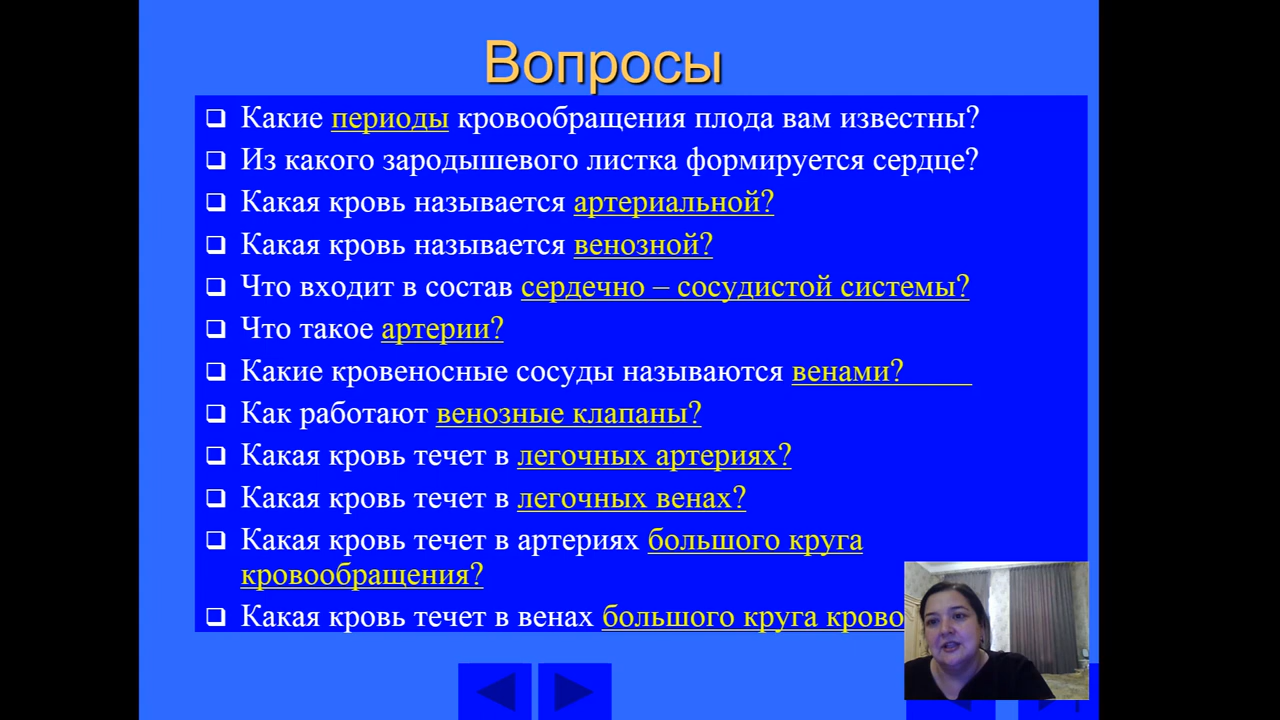 Вопросы
Какие периоды кровообращения плода вам известны?
Из какого зародышевого листка формируется сердце?
Какая кровь называется артериальной?
Какая кровь называется венозной?
Что входит в состав сердечно – сосудистой системы?
Что такое артерии?
Какие кровеносные сосуды называются венами?
Как работают венозные клапаны?
Какая кровь течет в легочных артериях?
Какая кровь течет в легочных венах?
Какая кровь течет в артериях большого круга
кровообращения?
Какая кровь течет в венах большого круга